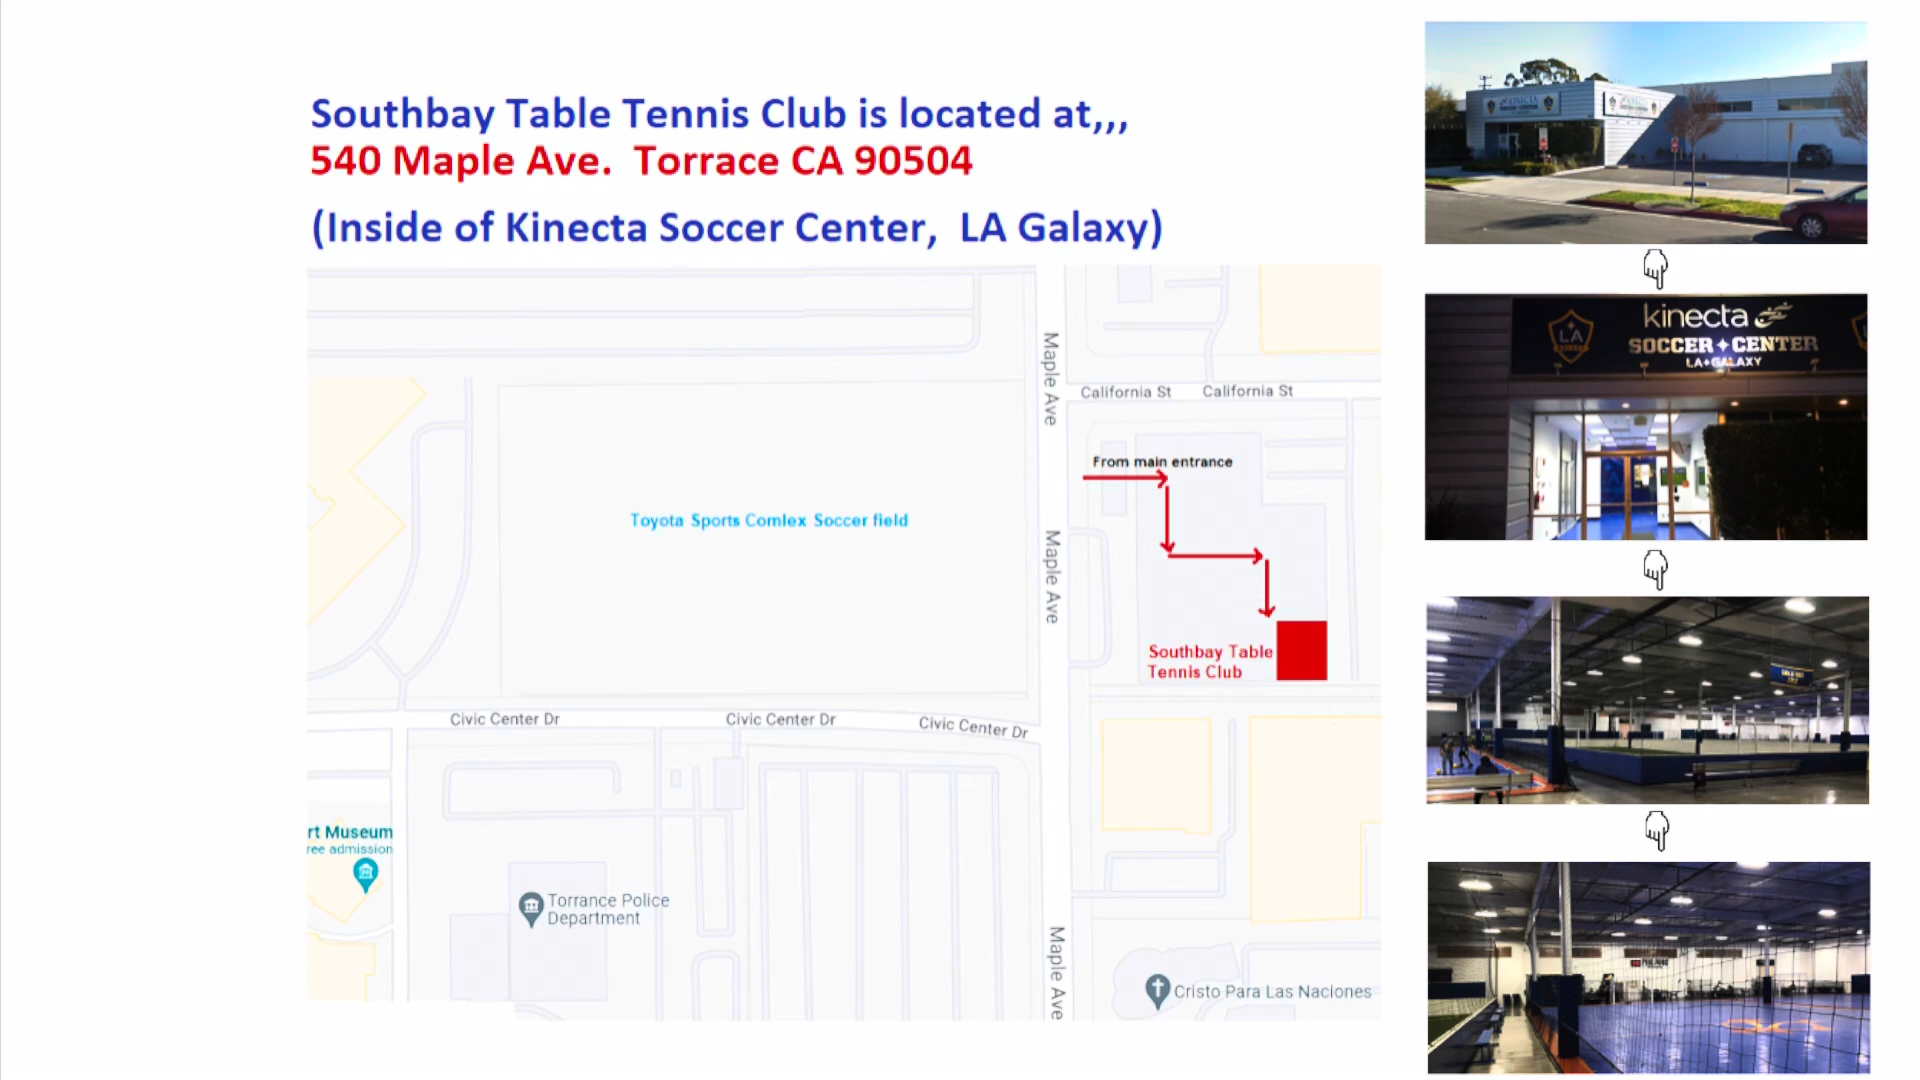 Southbay Table Tennis Club is located at,,,
540 Maple Ave. Torrace CA 90504
(Inside of Kinecta Soccer Center, LA Galaxy)
Maple Ave
California St California St
From main entrance
Toyota Sports Comlex Soccer field
Maple Ave
Southbay Table
Tennis Club
Civic Center Dr
Civic Center Dr
Civic Center Dr
rt Museum
ree admission
Torrance Police
Department
Maple Ave
Cristo Para Las Naciones
kinecta
SOCCER CENTER
LA GALAXY
LA